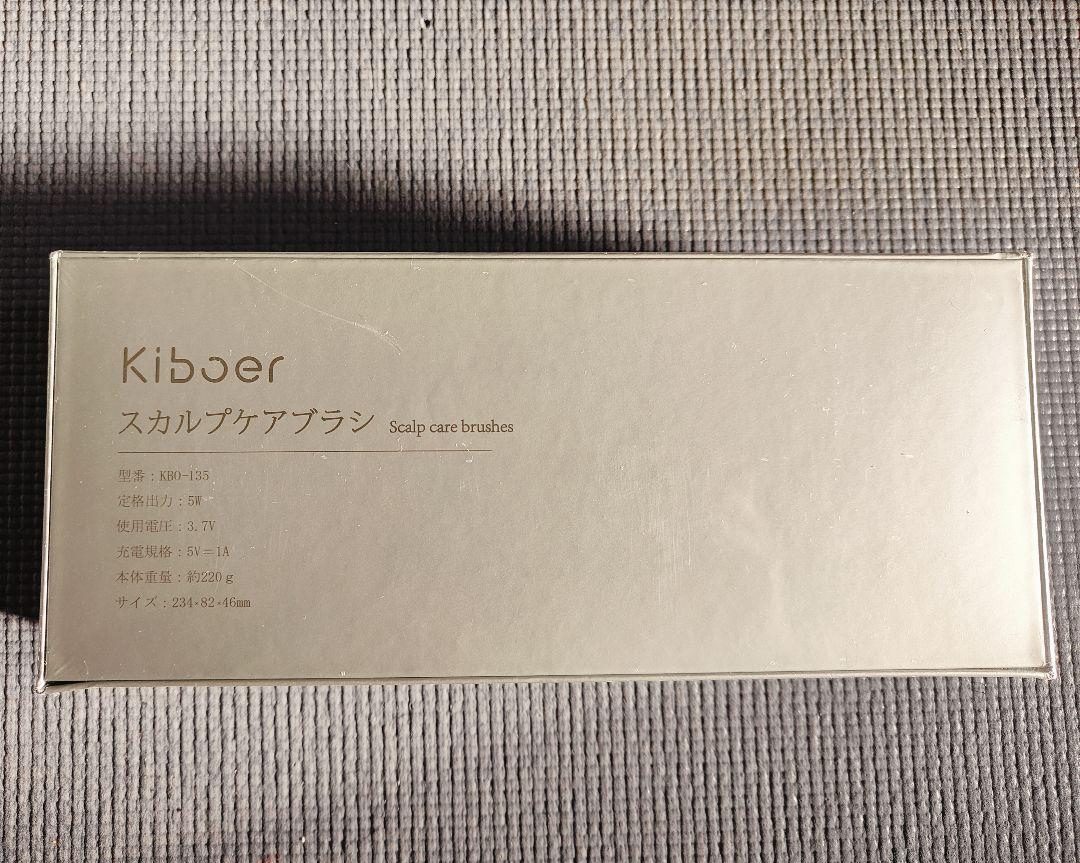 Kiboer
スカルプケアブラシ Scalp care brushes
型番：KBO-135
定格出力：5W
使用電圧：3.7V
充電規格：5V=1A
本体重量：約220g
サイズ：234×82×46mm